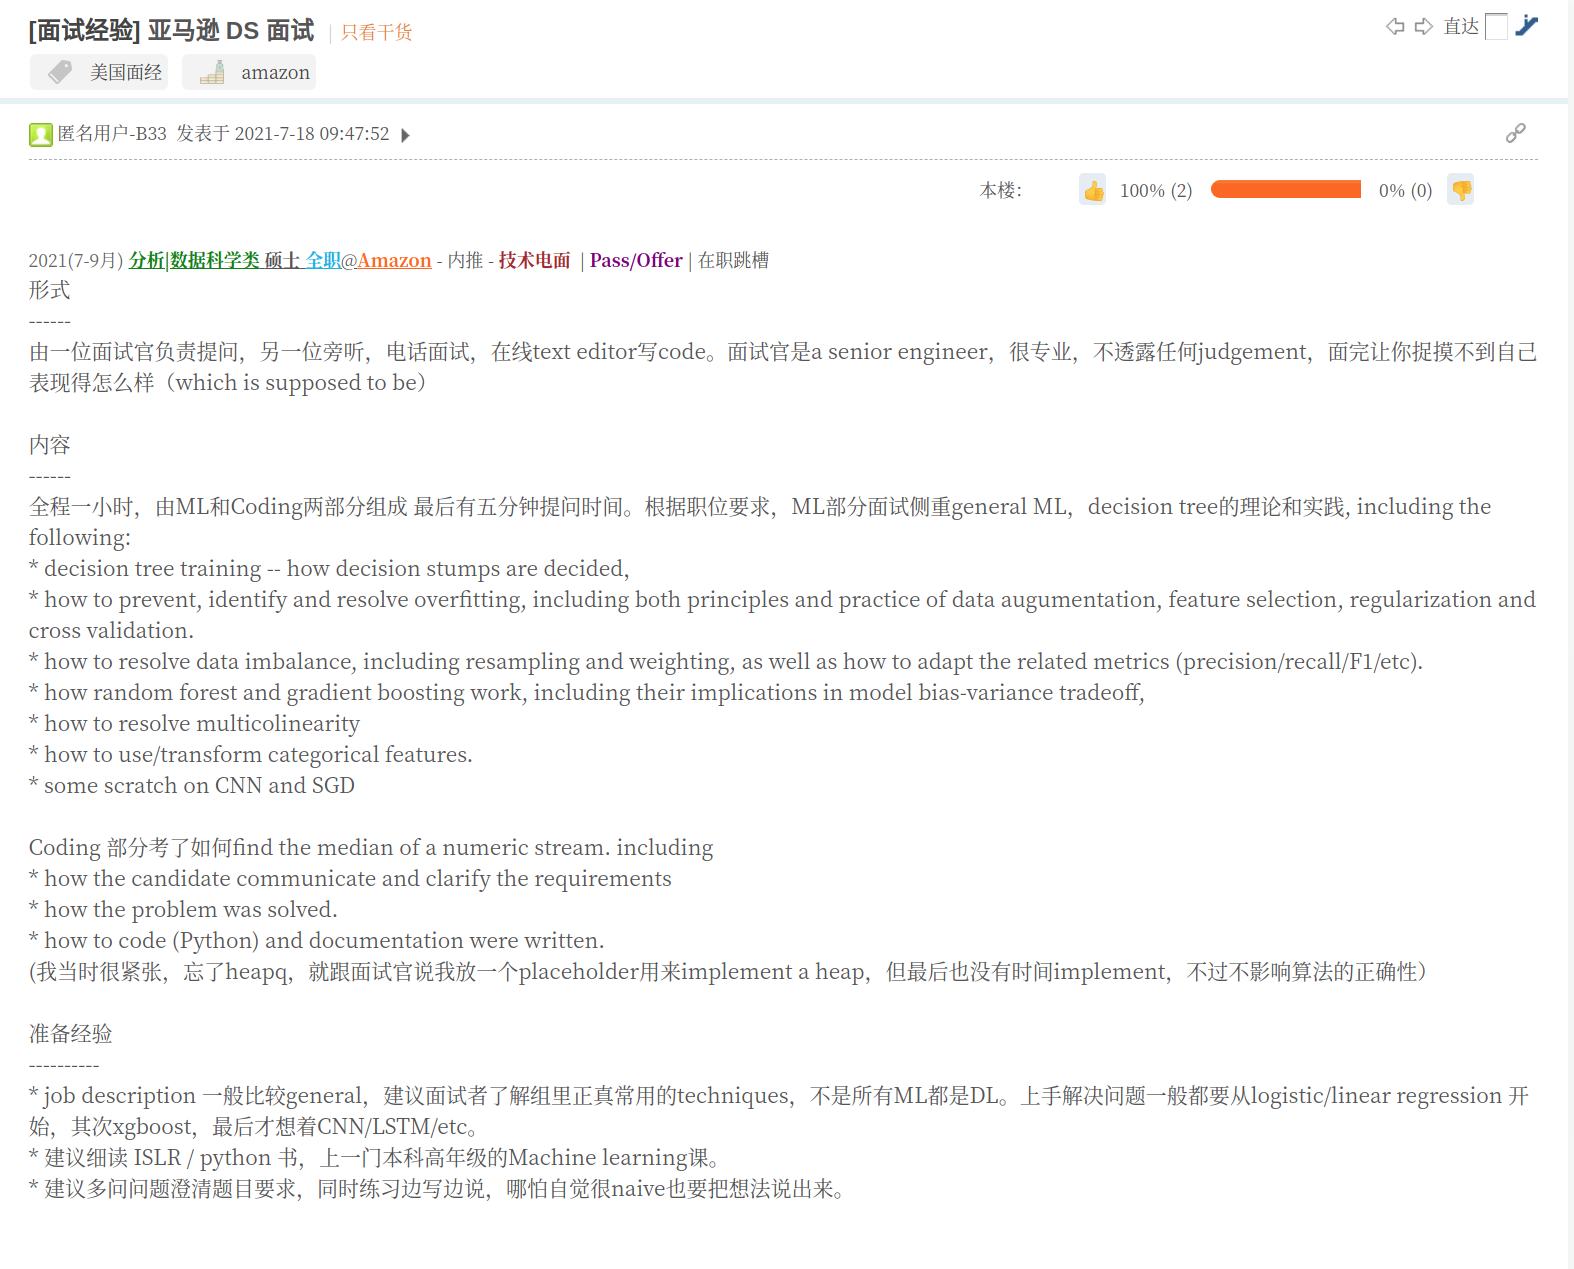 [面试经验] 亚马逊 DS 面试 | 只看干货
直达
美国面经 amazon
匿名用户-B33 发表于 2021-7-18 09:47:52
本楼： 100% (2) 0% (0)
2021(7-9月) 分析|数据科学类 硕士 全职@Amazon - 内推 - 技术电面 | Pass/Offer | 在职跳槽
形式
------
由一位面试官负责提问，另一位旁听，电话面试，在线text editor写code。面试官是a senior engineer，很专业，不透露任何judgement，面完让你捉摸不到自己
表现得怎么样（which is supposed to be）
内容
------
全程一小时，由ML和Coding两部分组成 最后有五分钟提问时间。根据职位要求，ML部分面试侧重general ML，decision tree的理论和实践, including the
following:
* decision tree training -- how decision stumps are decided,
* how to prevent, identify and resolve overfitting, including both principles and practice of data augumentation, feature selection, regularization and
cross validation.
* how to resolve data imbalance, including resampling and weighting, as well as how to adapt the related metrics (precision/recall/F1/etc).
* how random forest and gradient boosting work, including their implications in model bias-variance tradeoff,
* how to resolve multicolinearity
* how to use/transform categorical features.
* some scratch on CNN and SGD
Coding 部分考了如何find the median of a numeric stream. including
* how the candidate communicate and clarify the requirements
* how the problem was solved.
* how to code (Python) and documentation were written.
(我当时很紧张，忘了heapq，就跟面试官说我放一个placeholder用来implement a heap，但最后也没有时间implement，不过不影响算法的正确性）
准备经验
----------
* job description 一般比较general，建议面试者了解组里正真常用的techniques，不是所有ML都是DL。上手解决问题一般都要从logistic/linear regression 开
始，其次xgboost，最后才想着CNN/LSTM/etc。
* 建议细读 ISLR / python 书，上一门本科高年级的Machine learning课。
* 建议多问问题澄清题目要求，同时练习边写边说，哪怕自觉很naive也要把想法说出来。